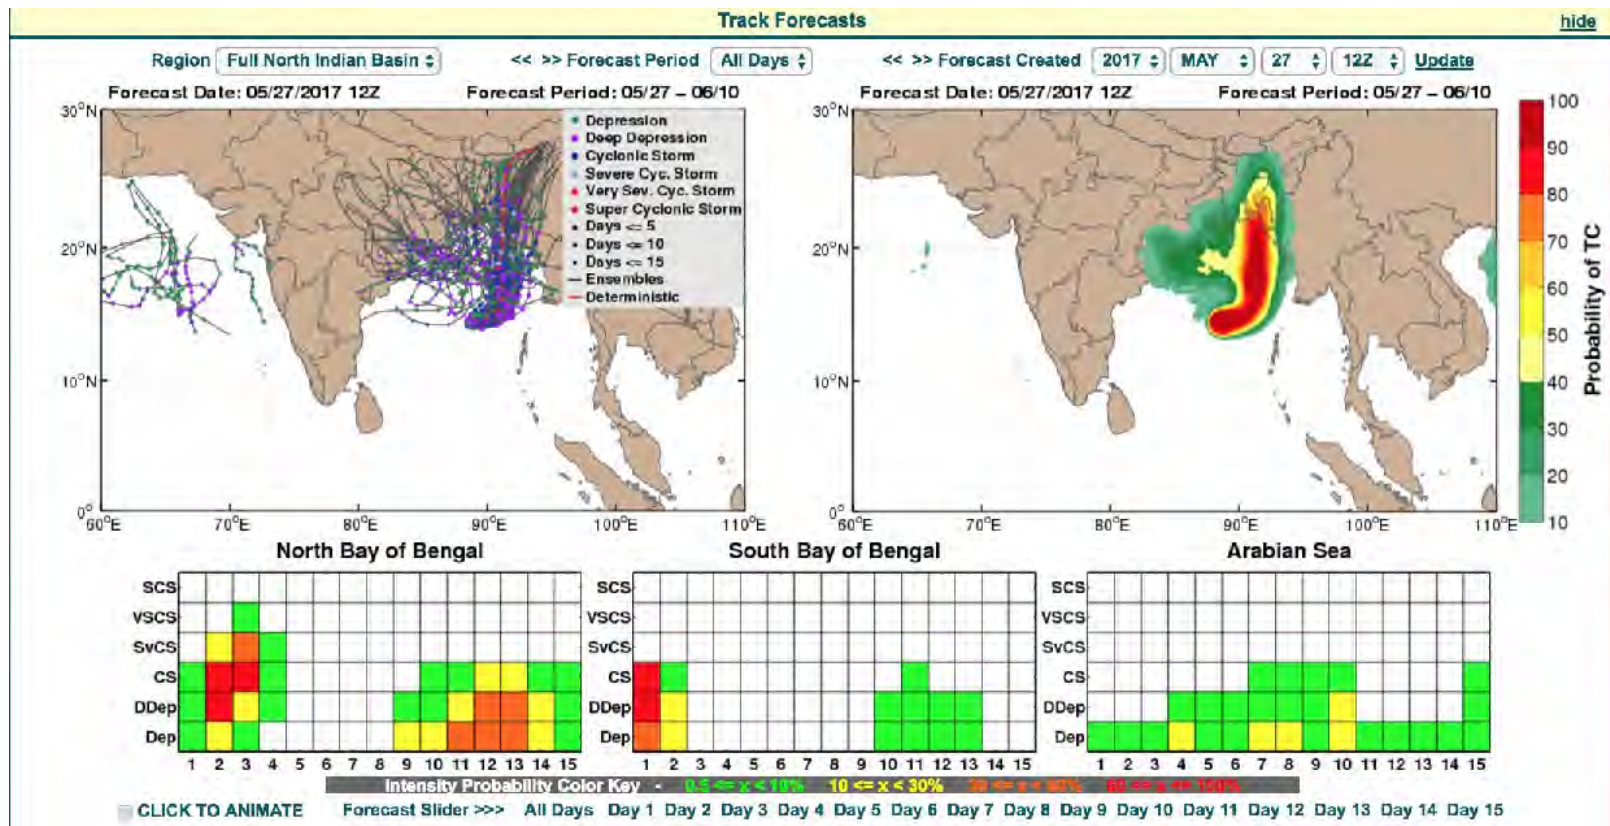 Track Forecasts hide
Region Full North Indian Basin << >> Forecast Period All Days << >> Forecast Created 2017 MAY 27 12Z Update
Forecast Date: 05/27/2017 12Z Forecast Period: 05/27 – 06/10
Forecast Date: 05/27/2017 12Z Forecast Period: 05/27 – 06/10
30°N
20°N
10°N
0°
60°E 70°E 80°E 90°E 100°E 110°E
Depression
Deep Depression
Cyclonic Storm
Severe Cyc. Storm
Very Sev. Cyc. Storm
Super Cyclonic Storm
Days <= 5
Days <= 10
Days <= 15
Ensembles
Deterministic
30°N
20°N
10°N
0°
60°E 70°E 80°E 90°E 100°E 110°E
100
90
80
70
60
50
40
30
20
10
Probability of TC
North Bay of Bengal
SCS
VSCS
SvCS
CS
DDep
Dep
1 2 3 4 5 6 7 8 9 10 11 12 13 14 15
South Bay of Bengal
SCS
VSCS
SvCS
CS
DDep
Dep
1 2 3 4 5 6 7 8 9 10 11 12 13 14 15
Arabian Sea
SCS
VSCS
SvCS
CS
DDep
Dep
1 2 3 4 5 6 7 8 9 10 11 12 13 14 15
Intensity Probability Color Key - 0.5 <= x < 10% 10 <= x < 30% 30 <= x < 60% 60 <= x <= 100%
CLICK TO ANIMATE Forecast Slider >>> All Days Day 1 Day 2 Day 3 Day 4 Day 5 Day 6 Day 7 Day 8 Day 9 Day 10 Day 11 Day 12 Day 13 Day 14 Day 15